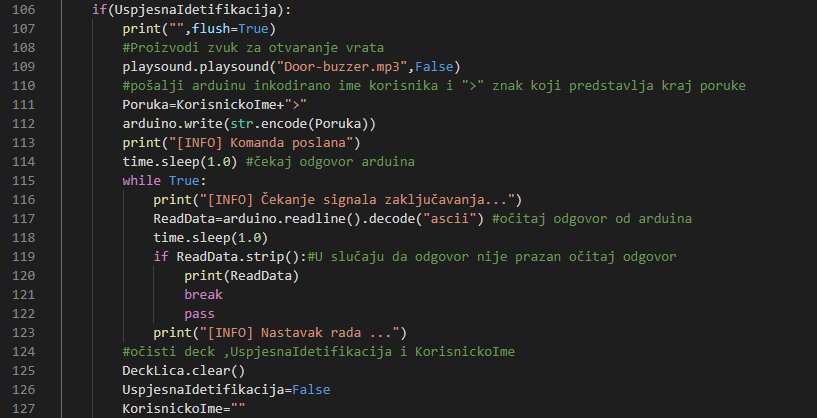 106 if(UspjesnaIdetifikacija):
107 print("",flush=True)
108 #Proizvodi zvuk za otvaranje vrata
109 playsound.playsound("Door-buzzer.mp3",False)
110 #pošalji arduinu inkodirano ime korisnika i ">" znak koji predstavlja kraj poruke
111 Poruka=KorisnickoIme+">"
112 arduino.write(str.encode(Poruka))
113 print("[INFO] Komanda poslana")
114 time.sleep(1.0) #čekaj odgovor arduina
115 while True:
116 print("[INFO] Čekanje signala zaključavanja...")
117 ReadData=arduino.readline().decode("ascii") #očitaj odgovor od arduina
118 time.sleep(1.0)
119 if ReadData.strip():#U slučaju da odgovor nije prazan očitaj odgovor
120 print(ReadData)
121 break
122 pass
123 print("[INFO] Nastavak rada ...")
124 #očisti deck ,UspjesnaIdetifikacija i KorisnickoIme
125 DeckLica.clear()
126 UspjesnaIdetifikacija=False
127 KorisnickoIme=""